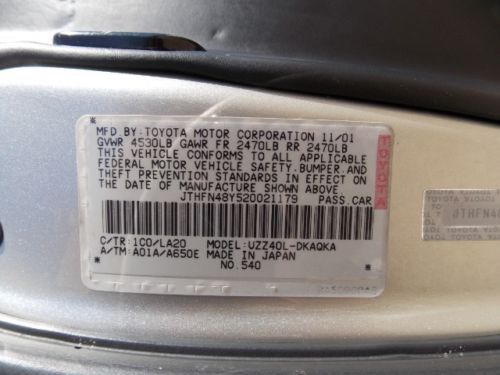 MFD BY:TOYOTA MOTOR CORPORATION 11/01
GVWR 4530LB GAWR FR 2470LB RR 2470LB
THIS VEHICLE CONFORMS TO ALL APPLICABLE
FEDERAL MOTOR VEHICLE SAFETY.BUMPER.AND
THEFT PREVENTION STANDARDS IN EFFECT ON
THE DATE OF MANUFACTURE SHOWN ABOVE
JTHFN48Y520021179 PASS.CAR
C/TR:1C0/LA20 MODEL:UZZ40L-DKAQKA
A/TM:A01A/A650E MADE IN JAPAN
NO.540
TOYOTA
JTHFN48